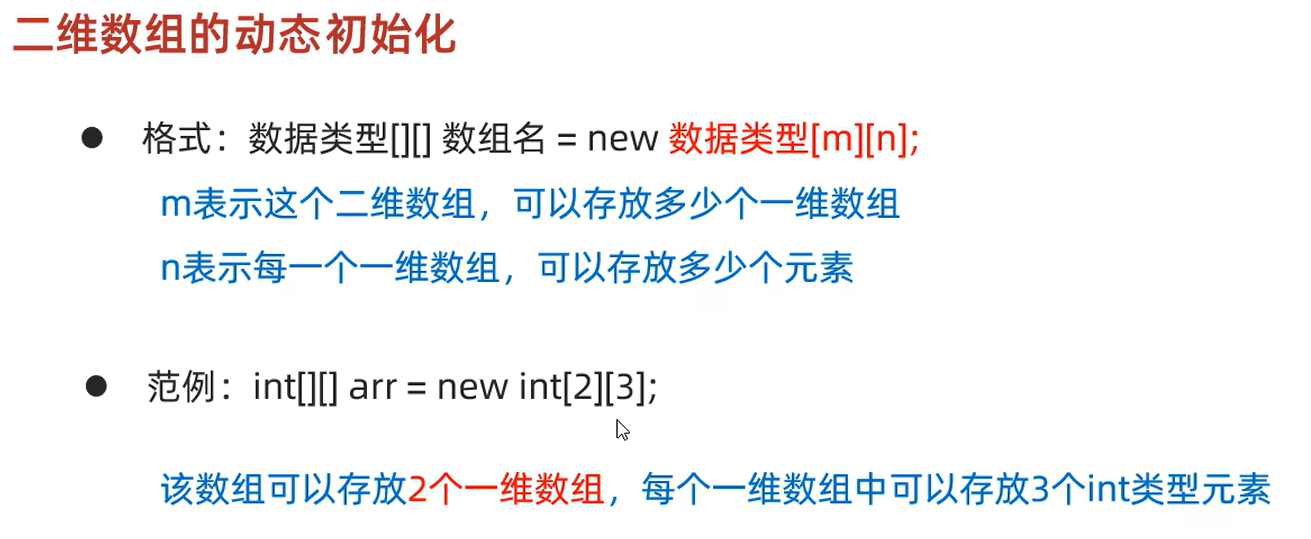 二维数组的动态初始化
● 格式：数据类型[][] 数组名 = new 数据类型[m][n];
m表示这个二维数组，可以存放多少个一维数组
n表示每一个一维数组，可以存放多少个元素
● 范例：int[][] arr = new int[2][3];
该数组可以存放2个一维数组，每个一维数组中可以存放3个int类型元素